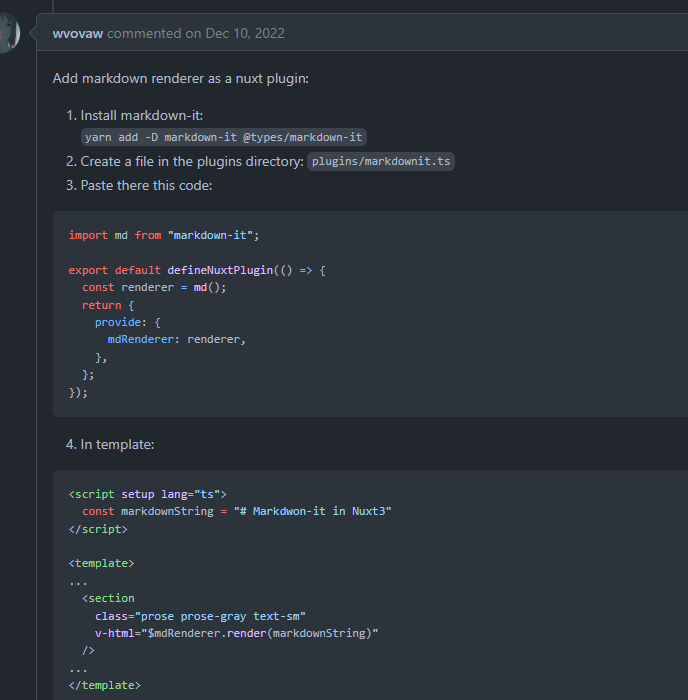 wvovaw commented on Dec 10, 2022
Add markdown renderer as a nuxt plugin:
1. Install markdown-it:
yarn add -D markdown-it @types/markdown-it
2. Create a file in the plugins directory: plugins/markdownit.ts
3. Paste there this code:
import md from "markdown-it";
export default defineNuxtPlugin(() => {
  const renderer = md();
  return {
    provide: {
      mdRenderer: renderer,
    },
  };
});
4. In template:
<script setup lang="ts">
  const markdownString = "# Markdwon-it in Nuxt3"
</script>
<template>
...
  <section
    class="prose prose-gray text-sm"
    v-html="$mdRenderer.render(markdownString)"
  />
...
</template>